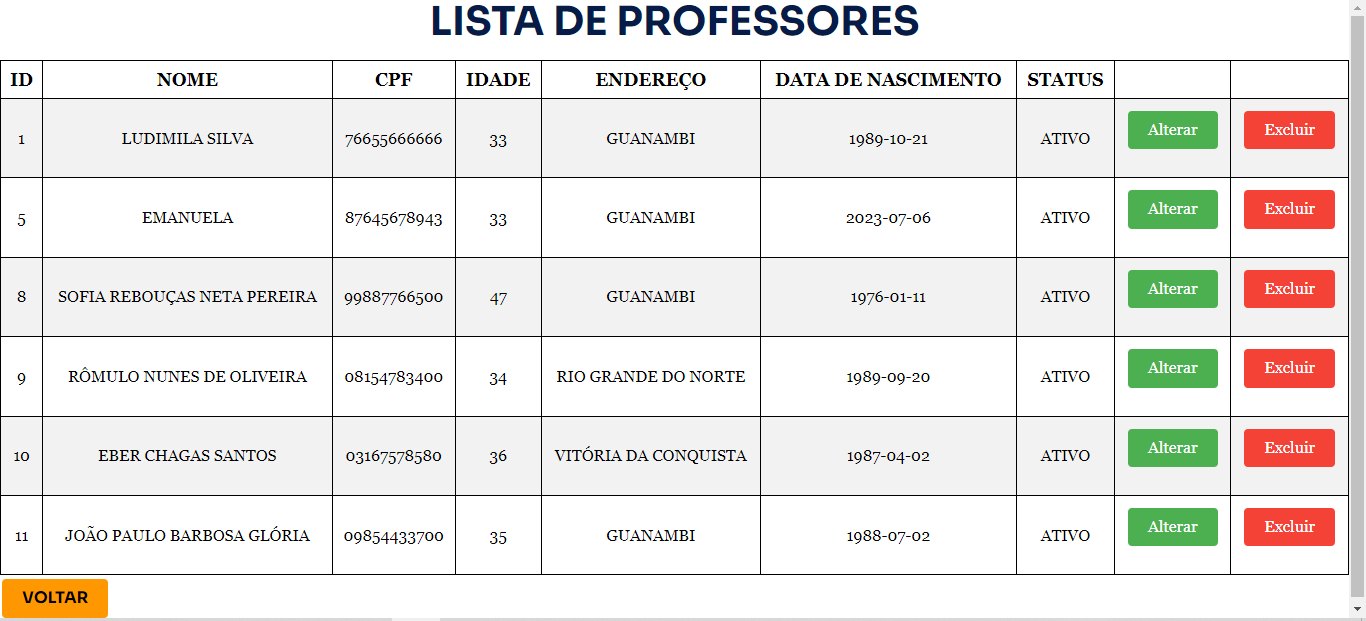 LISTA DE PROFESSORES
ID NOME CPF IDADE ENDEREÇO DATA DE NASCIMENTO STATUS
1 LUDIMILA SILVA 76655666666 33 GUANAMBI 1989-10-21 ATIVO Alterar Excluir
5 EMANUELA 87645678943 33 GUANAMBI 2023-07-06 ATIVO Alterar Excluir
8 SOFIA REBOUÇAS NETA PEREIRA 99887766500 47 GUANAMBI 1976-01-11 ATIVO Alterar Excluir
9 RÔMULO NUNES DE OLIVEIRA 08154783400 34 RIO GRANDE DO NORTE 1989-09-20 ATIVO Alterar Excluir
10 EBER CHAGAS SANTOS 03167578580 36 VITÓRIA DA CONQUISTA 1987-04-02 ATIVO Alterar Excluir
11 JOÃO PAULO BARBOSA GLÓRIA 09854433700 35 GUANAMBI 1988-07-02 ATIVO Alterar Excluir
VOLTAR